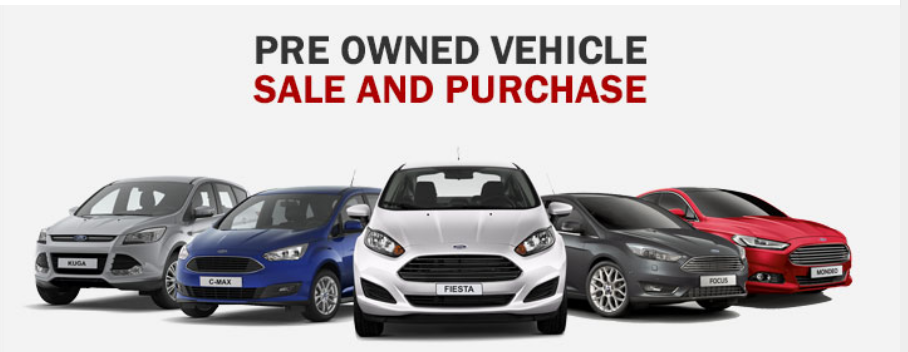 PRE OWNED VEHICLE
SALE AND PURCHASE
KUGA
C-MAX
FIESTA
FOCUS
MONDEO